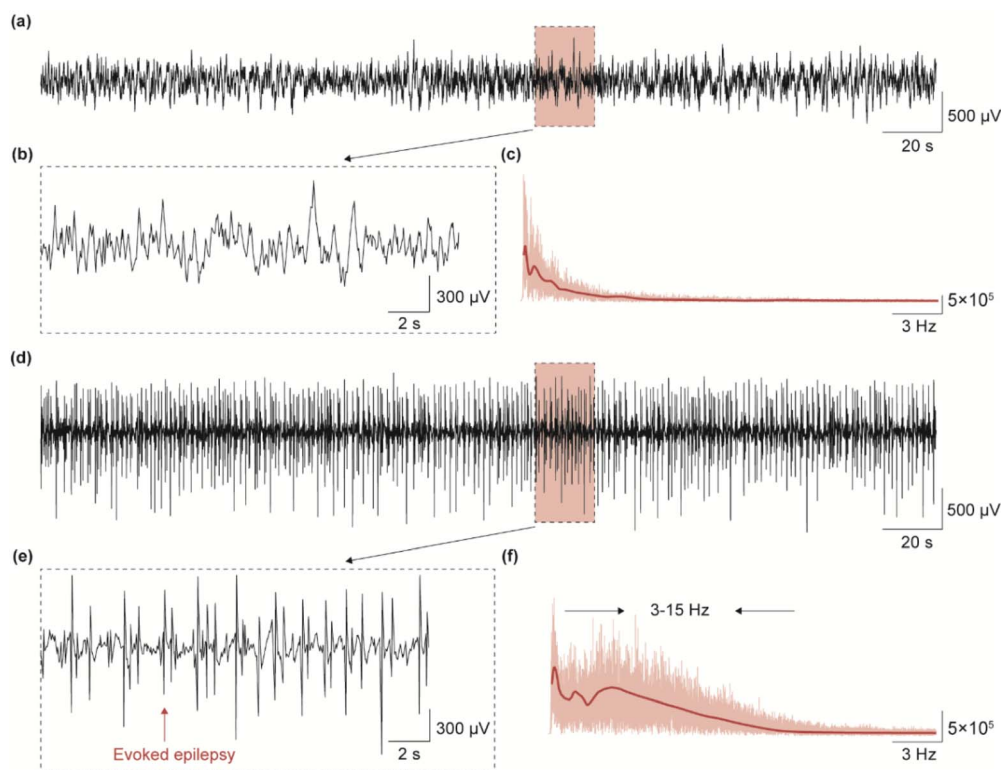 (a)
500 µV
20 s
(b)
(c)
300 µV
2 s
5×10⁵
3 Hz
(d)
500 µV
20 s
(e)
(f)
3-15 Hz
300 µV
2 s
Evoked epilepsy
5×10⁵
3 Hz